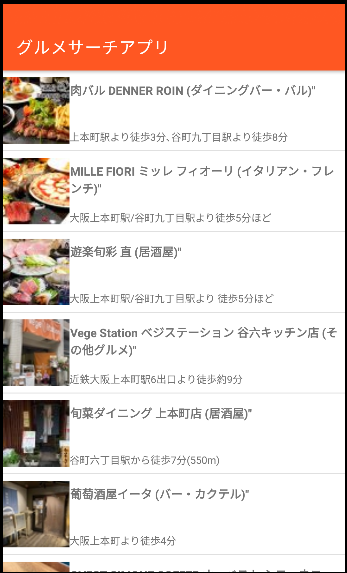 グルメサーチアプリ
肉バル DENNER ROIN (ダイニングバー・バル)"
上本町駅より徒歩3分､谷町九丁目駅より徒歩8分
MILLE FIORI ミッレ フィオーリ (イタリアン・フレ
ンチ)"
大阪上本町駅/谷町九丁目駅より徒歩5分ほど
遊楽旬彩 直 (居酒屋)"
大阪上本町駅/谷町九丁目駅より 徒歩5分ほど
Vege Station ベジステーション 谷六キッチン店 (そ
の他グルメ)"
近鉄大阪上本町駅6出口より徒歩約9分
旬菜ダイニング 上本町店 (居酒屋)"
谷町六丁目駅から徒歩7分(550m)
葡萄酒屋イータ (バー・カクテル)"
大阪上本町より徒歩4分